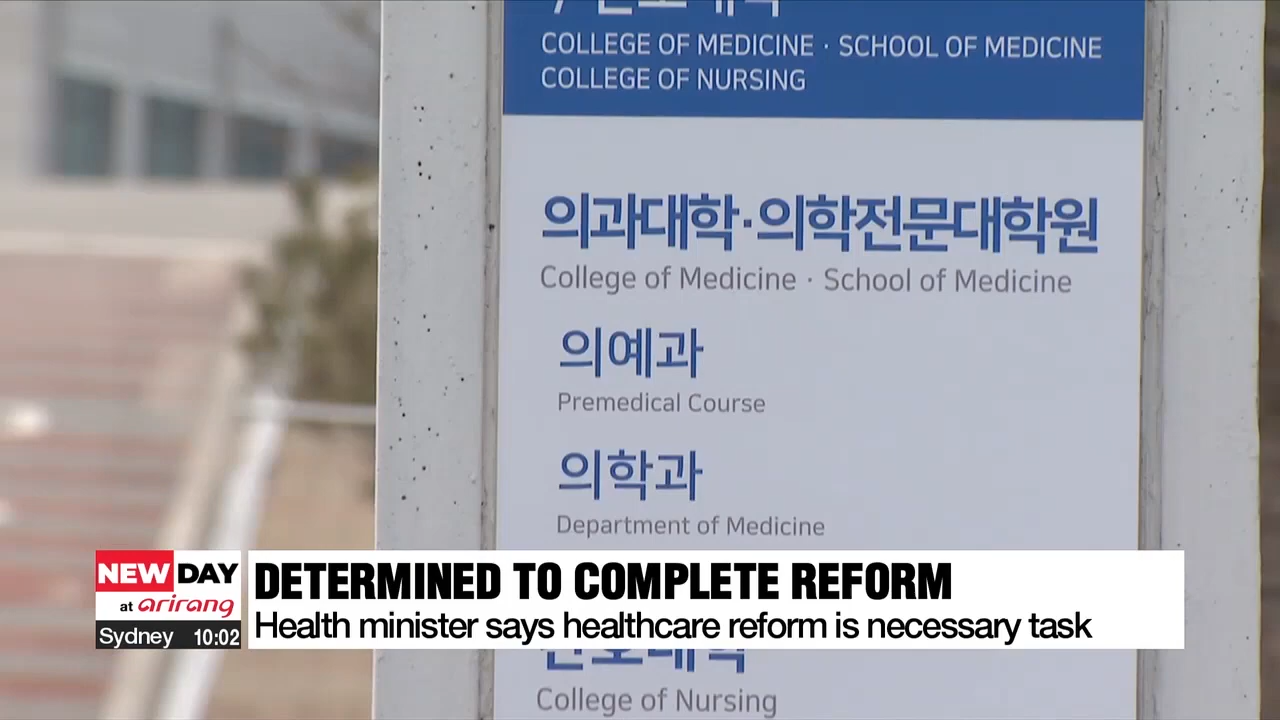 COLLEGE OF MEDICINE · SCHOOL OF MEDICINE
COLLEGE OF NURSING
의과대학·의학전문대학원
College of Medicine · School of Medicine
의예과
Premedical Course
의학과
Department of Medicine
NEW DAY
at arirang
Sydney 10:02
DETERMINED TO COMPLETE REFORM
Health minister says healthcare reform is necessary task
College of Nursing